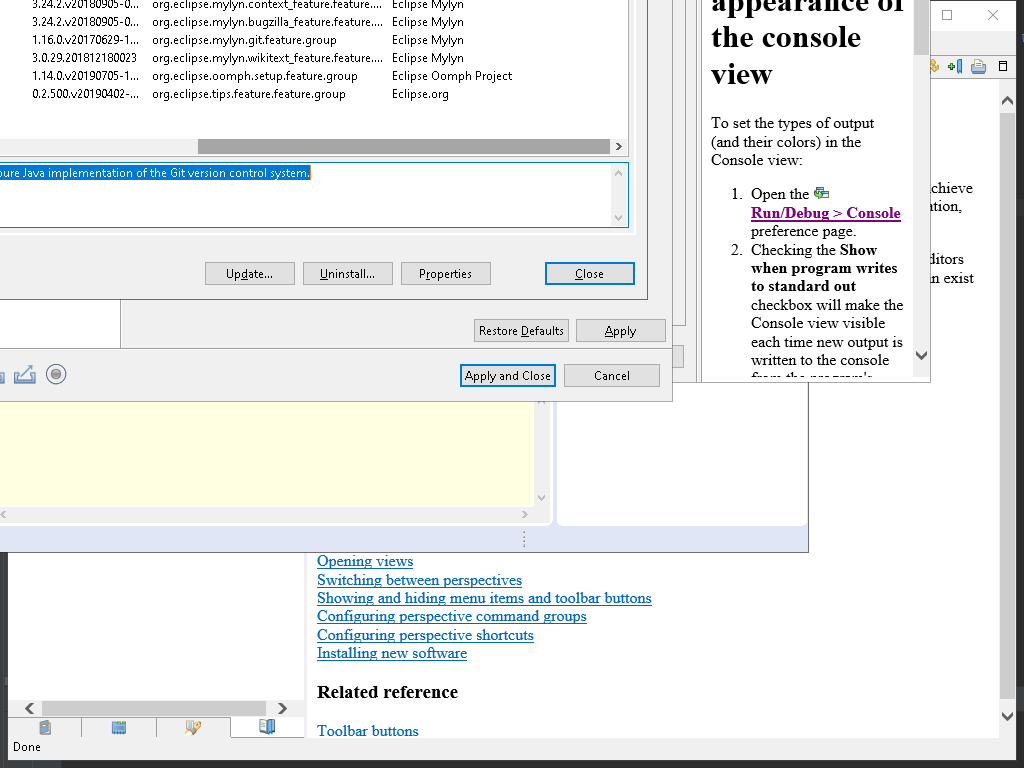 3.24.2.v20180905-0... org.eclipse.mylyn.context_feature.feature.... Eclipse Mylyn
3.24.2.v20180905-0... org.eclipse.mylyn.bugzilla_feature.feature.... Eclipse Mylyn
1.16.0.v20170629-1... org.eclipse.mylyn.git.feature.group Eclipse Mylyn
3.0.29.201812180023 org.eclipse.mylyn.wikitext_feature.feature.... Eclipse Mylyn
1.14.0.v20190705-1... org.eclipse.oomph.setup.feature.group Eclipse Oomph Project
0.2.500.v20190402-... org.eclipse.tips.feature.feature.group Eclipse.org
pure Java implementation of the Git version control system.
Update... Uninstall... Properties Close
Restore Defaults Apply
Apply and Close Cancel
appearance of
the console
view
To set the types of output
(and their colors) in the
Console view:
1. Open the
Run/Debug > Console
preference page.
2. Checking the Show
when program writes
to standard out
checkbox will make the
Console view visible
each time new output is
written to the console
from the program's
chieve
ation,
ditors
n exist
Opening views
Switching between perspectives
Showing and hiding menu items and toolbar buttons
Configuring perspective command groups
Configuring perspective shortcuts
Installing new software
Related reference
Toolbar buttons
Done